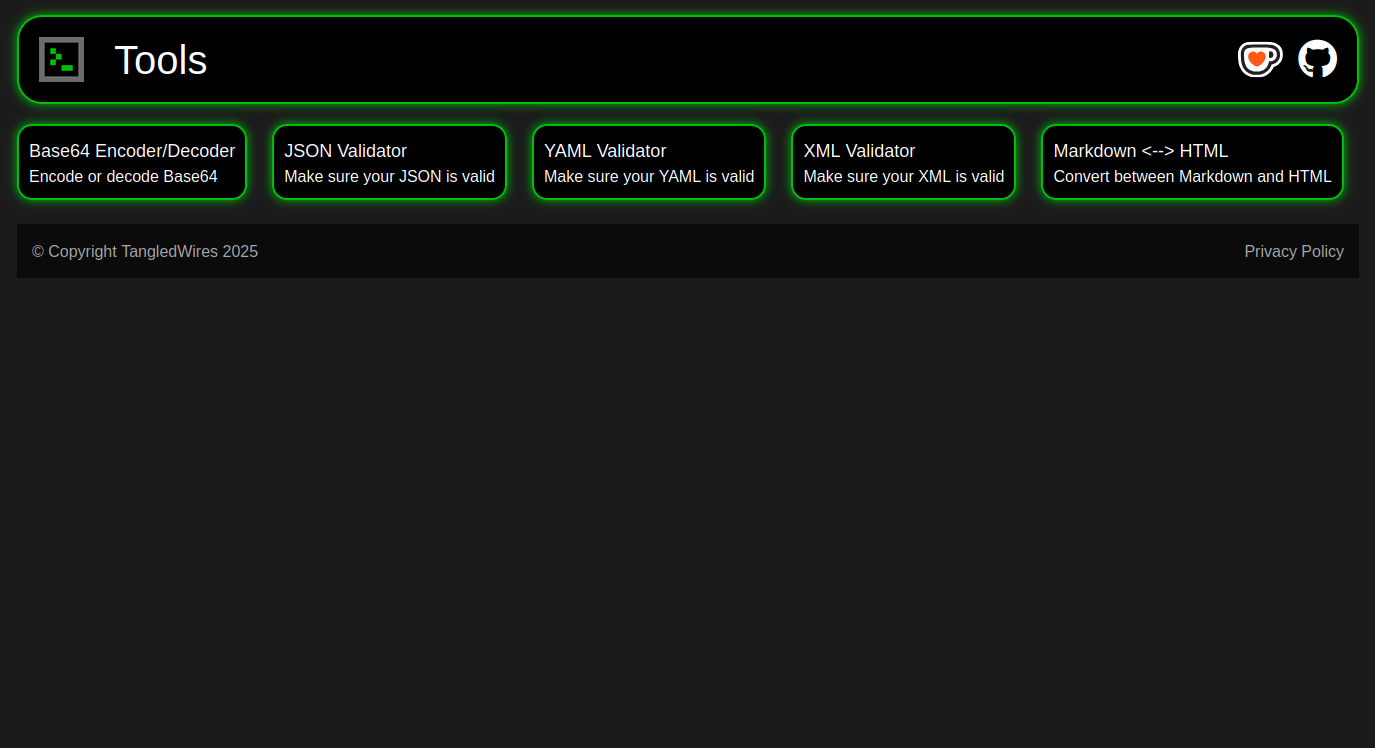 Tools
Base64 Encoder/Decoder
Encode or decode Base64
JSON Validator
Make sure your JSON is valid
YAML Validator
Make sure your YAML is valid
XML Validator
Make sure your XML is valid
Markdown <--> HTML
Convert between Markdown and HTML
© Copyright TangledWires 2025
Privacy Policy